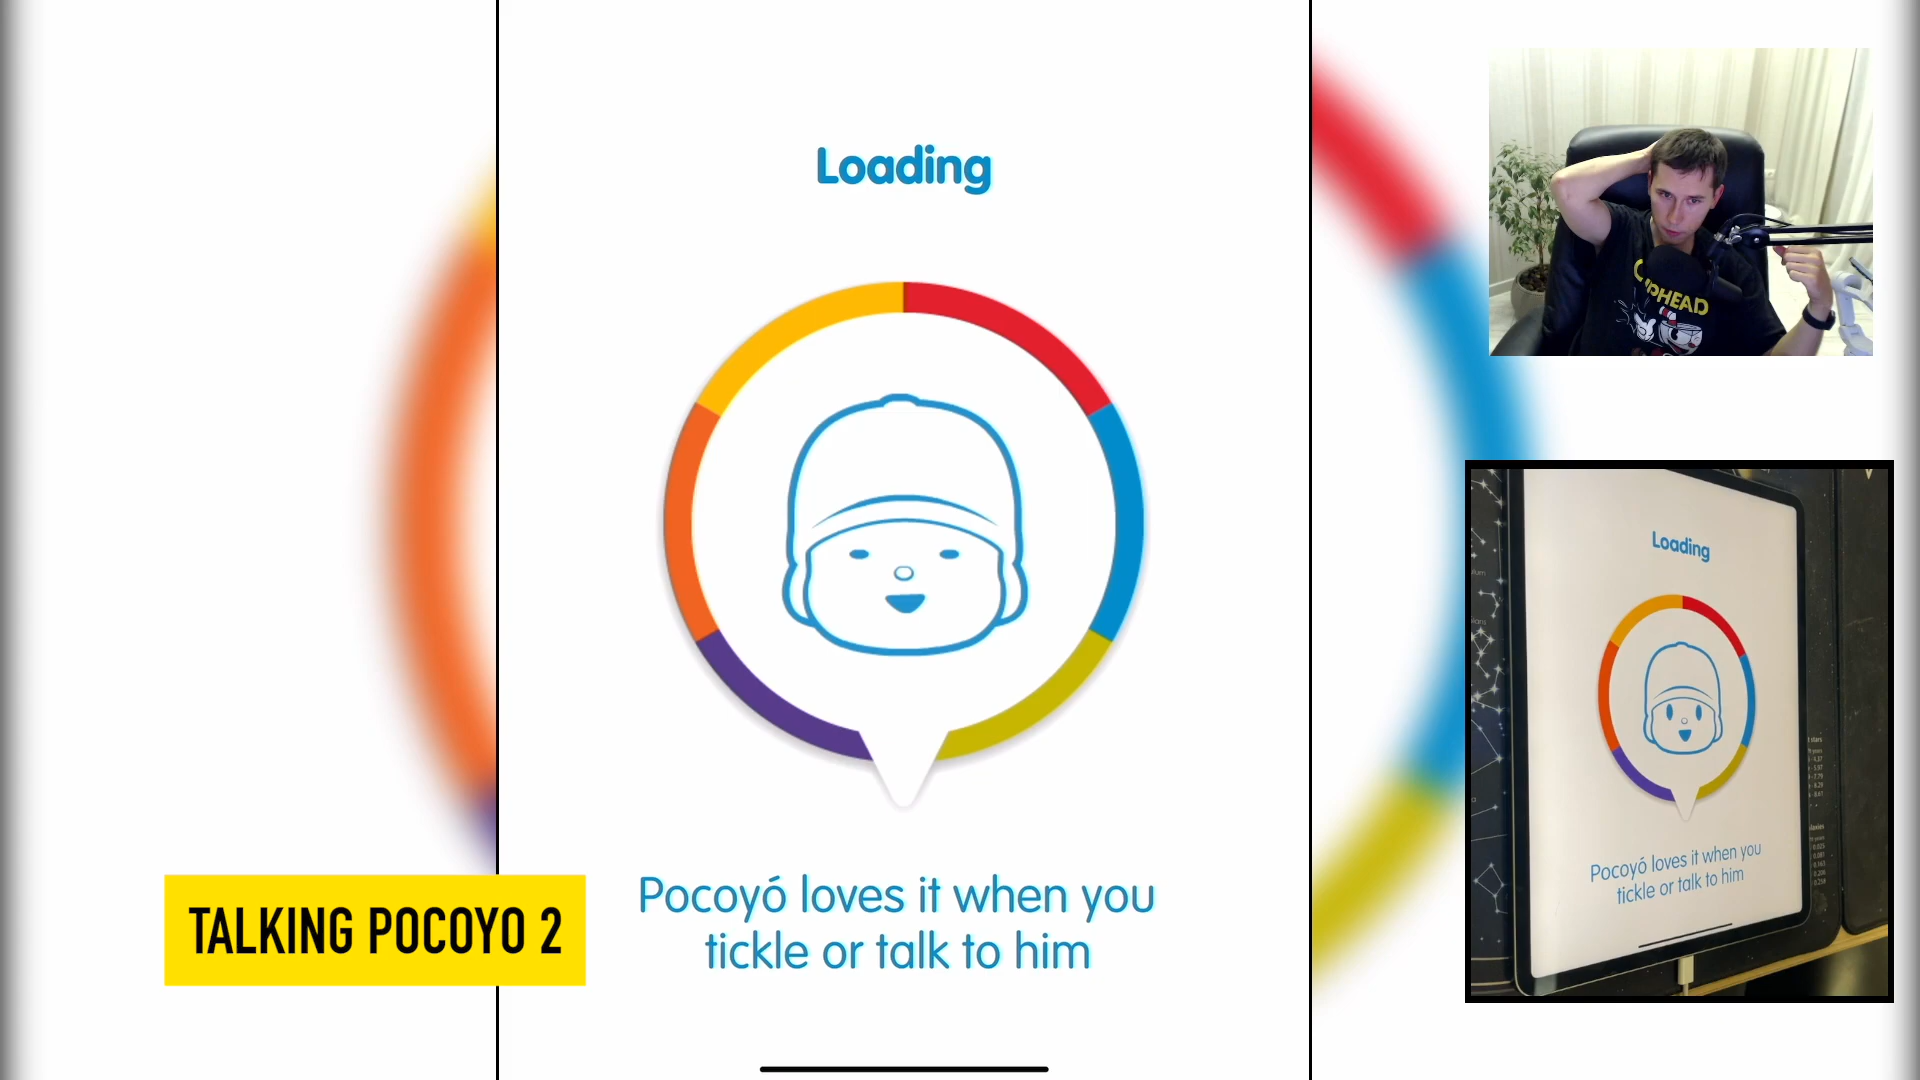 Loading
Pocoyó loves it when you
tickle or talk to him
TALKING POCOYO 2
CUPHEAD
Loading
Pocoyó loves it when you
tickle or talk to him